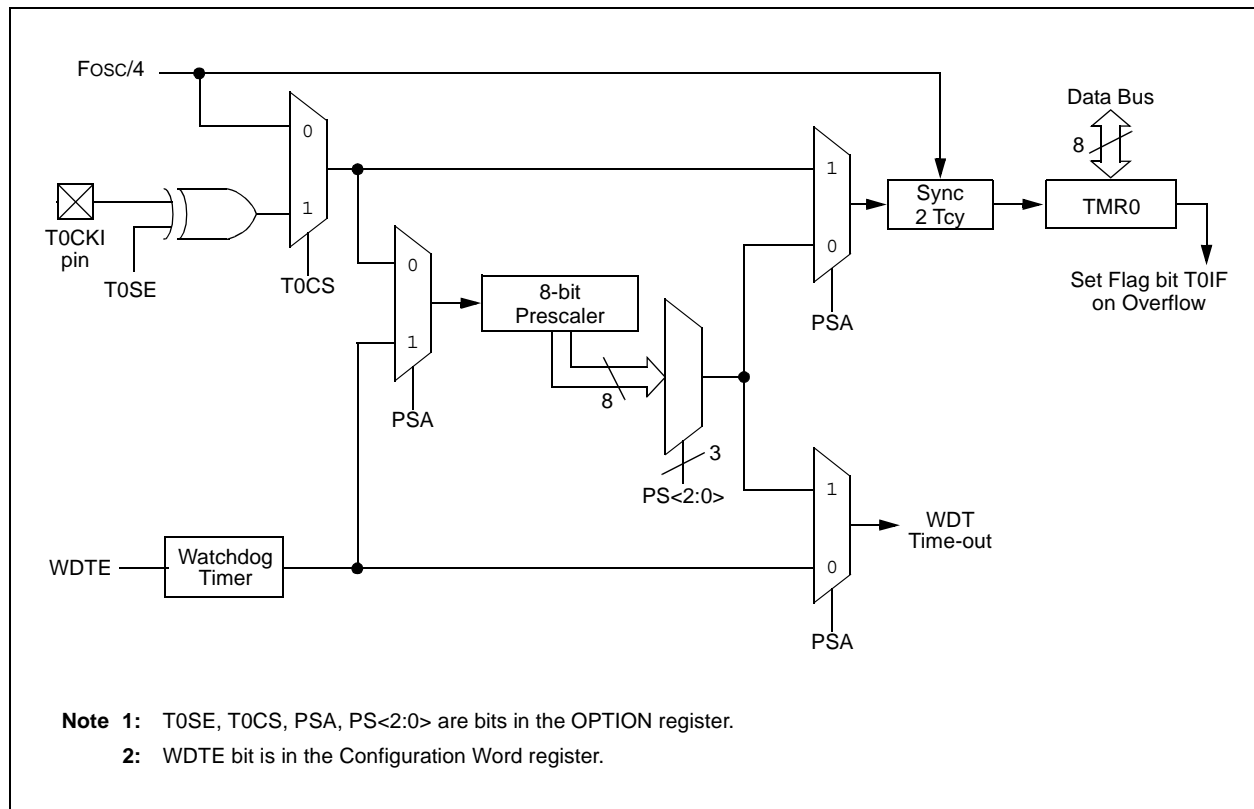 FOSC/4
Data Bus
8
0
1
T0CKI
pin
T0SE
T0CS
1
0
PSA
Sync
2 Tcy
TMR0
Set Flag bit T0IF
on Overflow
0
1
PSA
8-bit
Prescaler
8
3
PS<2:0>
WDTE
Watchdog
Timer
1
0
PSA
WDT
Time-out
Note 1: T0SE, T0CS, PSA, PS<2:0> are bits in the OPTION register.
2: WDTE bit is in the Configuration Word register.